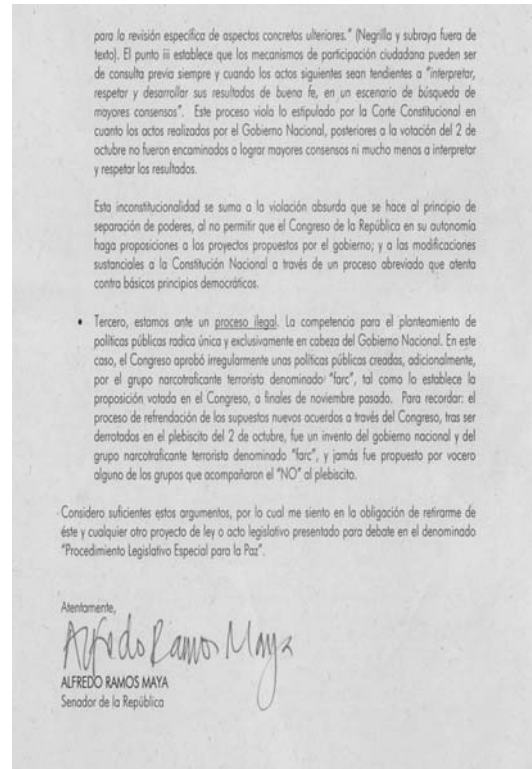 para la revisión específica de aspectos concretos ulteriores." (Negrilla y subraya fuera de
texto). El punto iii establece que los mecanismos de participación ciudadana pueden ser
de consulta previa siempre y cuando los actos siguientes sean tendientes a "interpretar,
respetar y desarrollar sus resultados de buena fe, en un escenario de búsqueda de
mayores consensos". Este proceso viola lo estipulado por la Corte Constitucional en
cuanto los actos realizados por el Gobierno Nacional, posteriores a la votación del 2 de
octubre no fueron encaminados a lograr mayores consensos ni mucho menos a interpretar
y respetar los resultados.
Esta inconstitucionalidad se suma a la violación absurda que se hace al principio de
separación de poderes, al no permitir que el Congreso de la República en su autonomía
haga proposiciones a los proyectos propuestos por el gobierno; y a las modificaciones
sustanciales a la Constitución Nacional a través de un proceso abreviado que atenta
contra básicos principios democráticos.
• Tercero, estamos ante un proceso ilegal. La competencia para el planteamiento de
políticas públicas radica única y exclusivamente en cabeza del Gobierno Nacional. En este
caso, el Congreso aprobó irregularmente unas políticas públicas creadas, adicionalmente,
por el grupo narcotraficante terrorista denominado "farc", tal como lo establece la
proposición votada en el Congreso, a finales de noviembre pasado. Para recordar: el
proceso de refrendación de los supuestos nuevos acuerdos a través del Congreso, tras ser
derrotados en el plebiscito del 2 de octubre, fue un invento del gobierno nacional y del
grupo narcotraficante terrorista denominado "farc", y jamás fue propuesto por vocero
alguno de los grupos que acompañaron el "NO" al plebiscito.
Considero suficientes estos argumentos, por lo cual me siento en la obligación de retirarme de
éste y cualquier otro proyecto de ley o acto legislativo presentado para debate en el denominado
"Procedimiento Legislativo Especial para la Paz".
Atentamente,
Alfredo Ramos Maya
ALFREDO RAMOS MAYA
Senador de la República